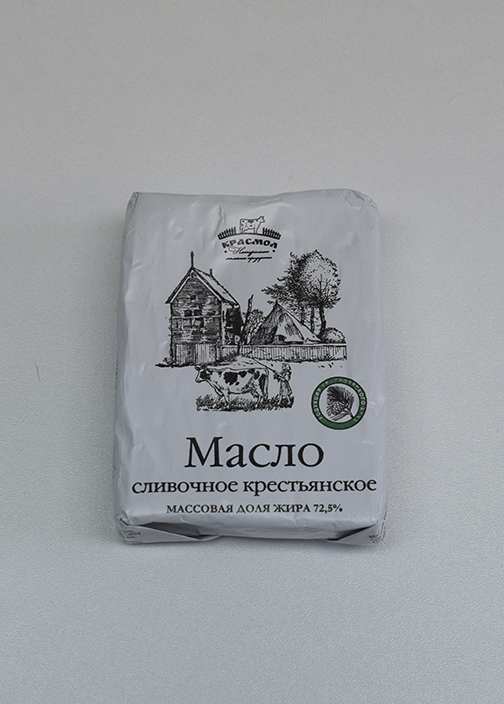 КРАСМОЛ
Масло
сливочное крестьянское
МАССОВАЯ ДОЛЯ ЖИРА 72,5%